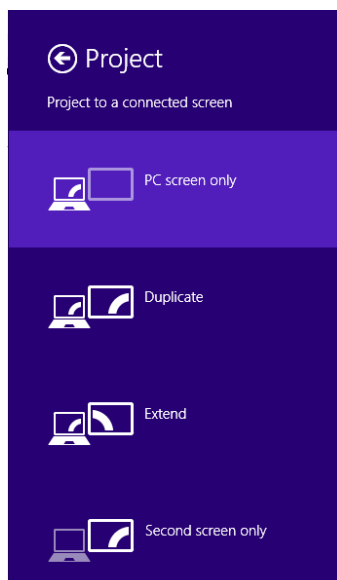 Project
Project to a connected screen
PC screen only
Duplicate
Extend
Second screen only